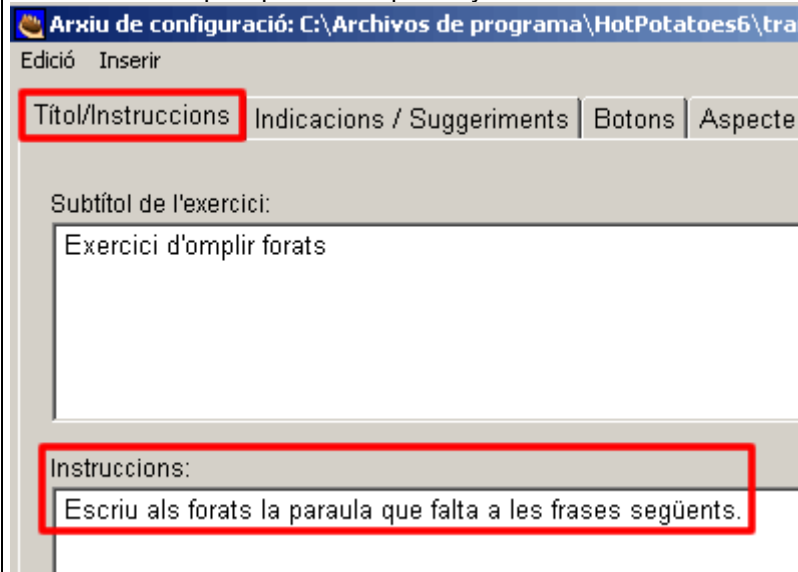 Arxiu de configuració: C:\Archivos de programa\HotPotatoes6\tra
Edició Inserir
Títol/Instruccions Indicacions / Suggeriments Botons Aspecte
Subtítol de l'exercici:
Exercici d'omplir forats
Instruccions:
Escriu als forats la paraula que falta a les frases següents.